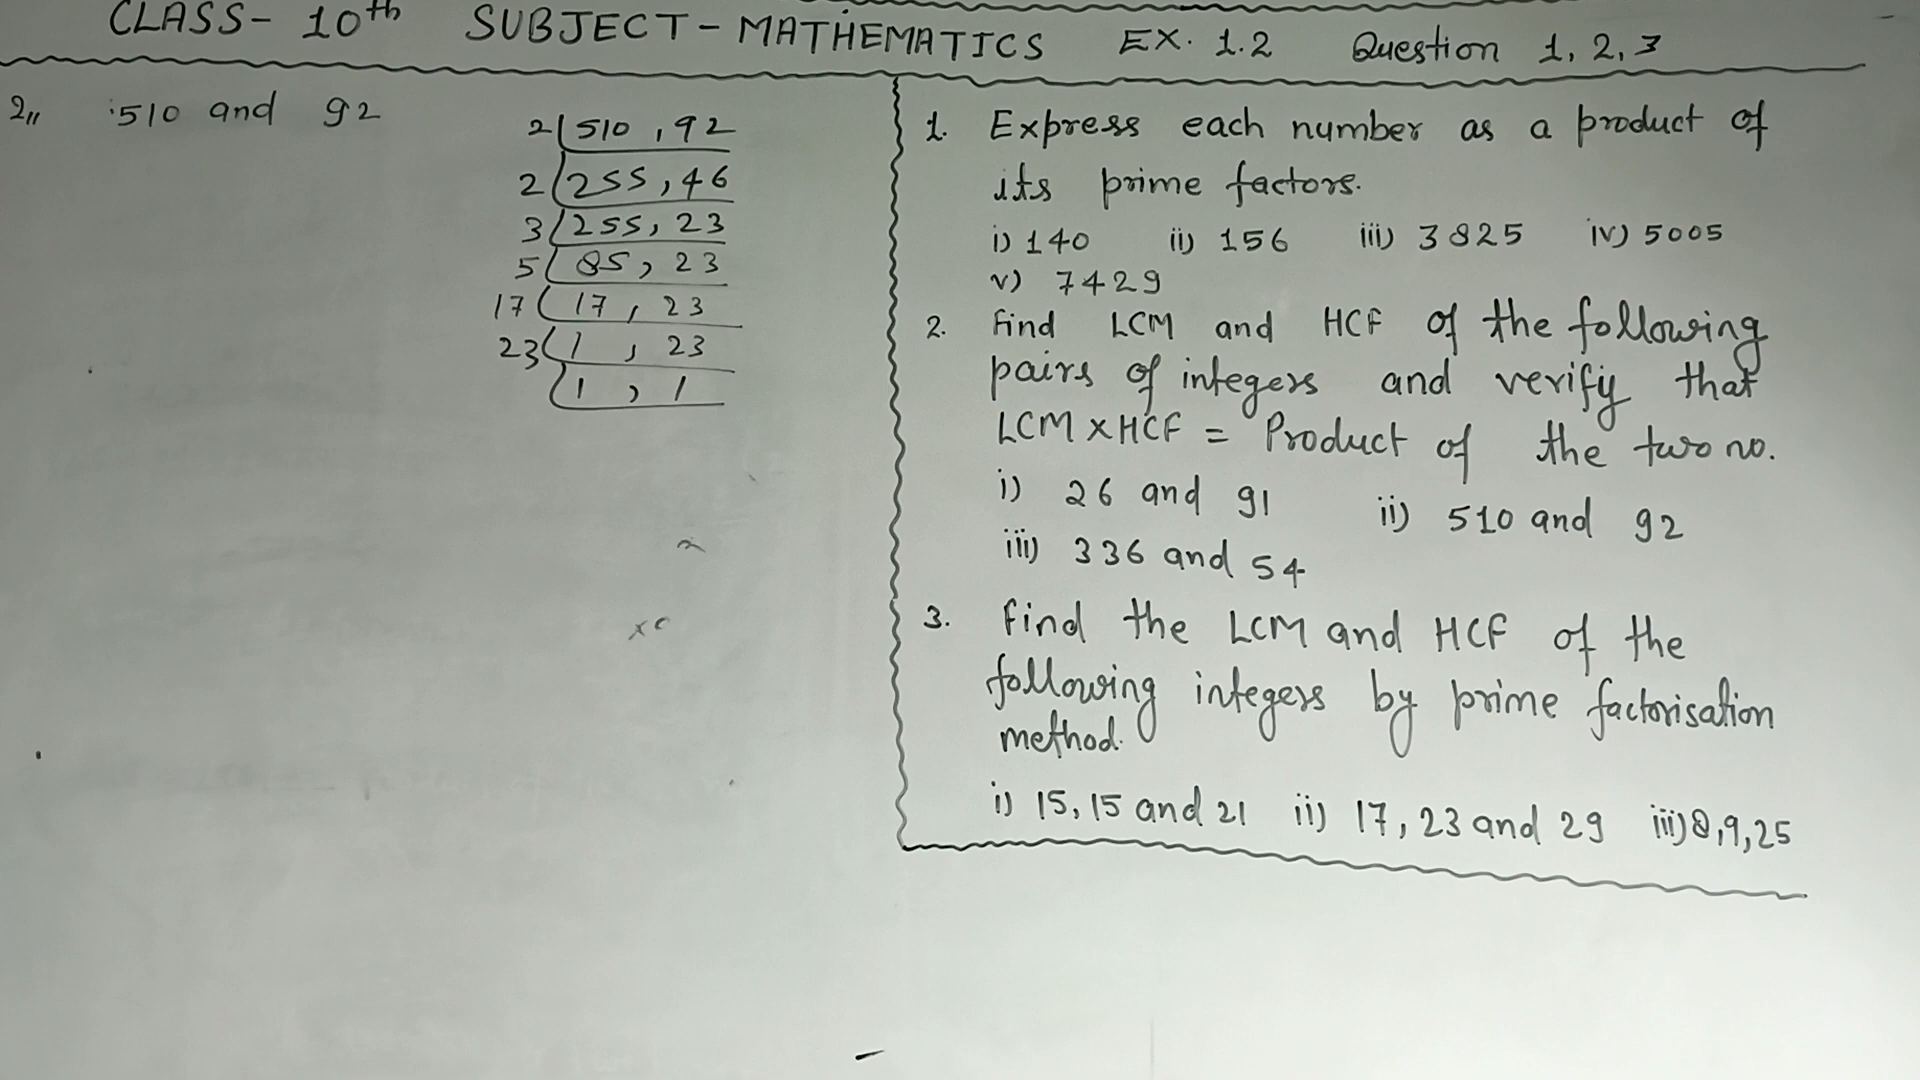 CLASS- 10th SUBJECT- MATHEMATICS EX. 1.2 Question 1, 2, 3
2,, 510 and 92
2 510 , 92
2 255 , 46
3 255, 23
5 85, 23
17 17 , 23
23 1 , 23
1 , 1
1. Express each number as a product of
its prime factors.
i) 140 ii) 156 iii) 3825 iv) 5005
v) 7429
2. Find LCM and HCF of the following
pairs of integers and verify that
LCM x HCF = Product of the two no.
i) 26 and 91 ii) 510 and 92
iii) 336 and 54
3. Find the LCM and HCF of the
following integers by prime factorisation
method.
i) 15, 15 and 21 ii) 17, 23 and 29 iii) 8,9,25